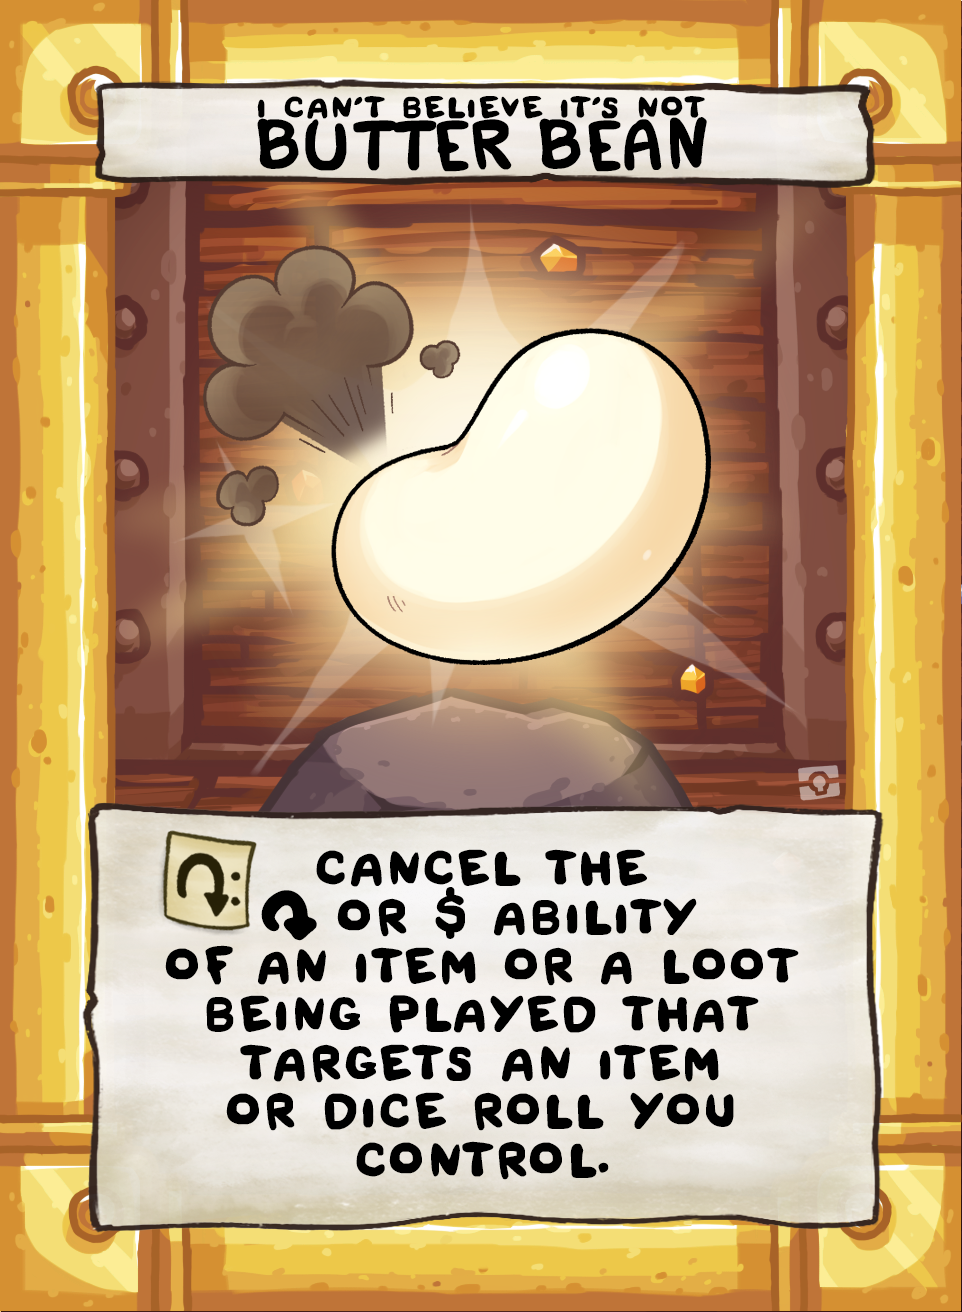 I CAN'T BELIEVE IT'S NOT
BUTTER BEAN
CANCEL THE
OR $ ABILITY
OF AN ITEM OR A LOOT
BEING PLAYED THAT
TARGETS AN ITEM
OR DICE ROLL YOU
CONTROL.